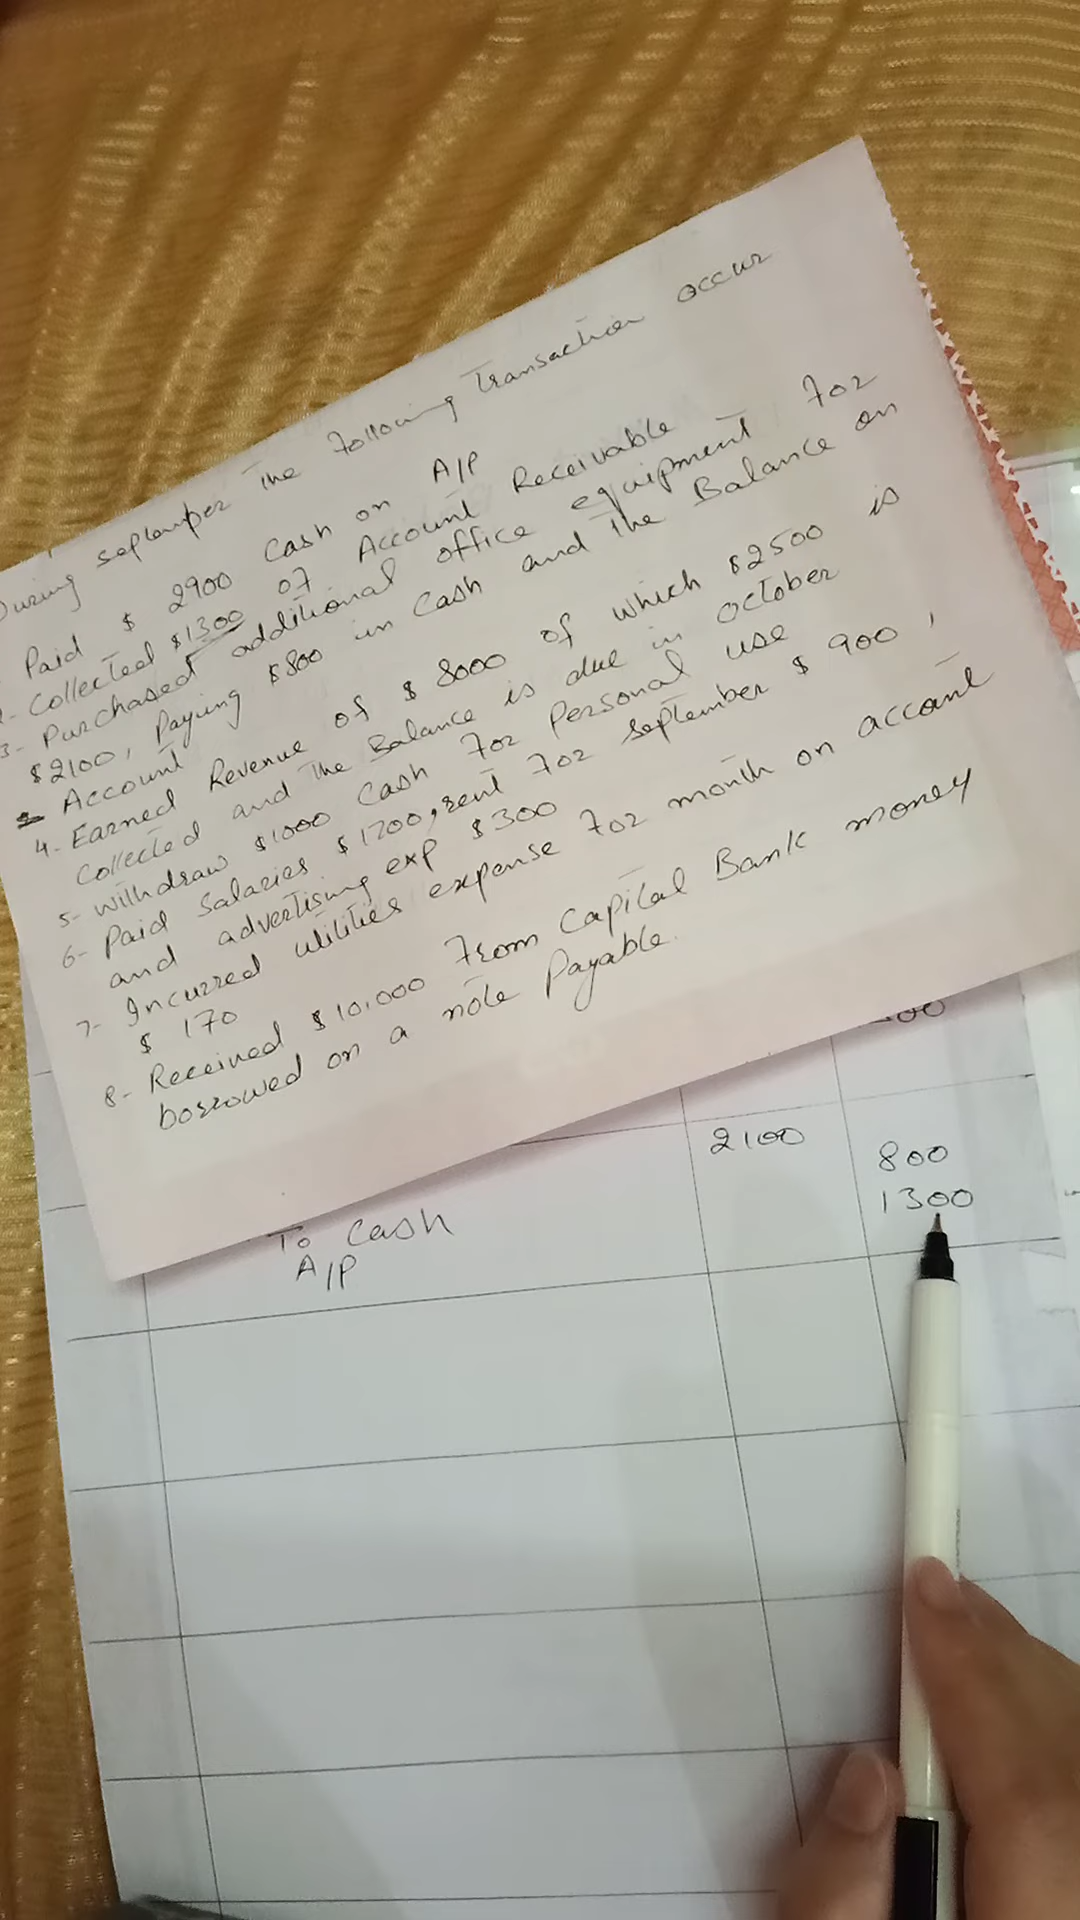 During september The Following Transaction occur
Paid $ 2900 Cash on A/P
2- Collected $1300 of Account Receivable
3- Purchased additional office equipment For
$2100, Paying $800 in Cash and The Balance on
Account
4- Earned Revenue of $ 8000 of which $2500 is
Collected and The Balance is due in october
5- withdraw $1000 Cash For Personal use
6- Paid Salaries $ 1700, rent For september $ 900,
and advertising exp $300
7- Incurred utilities expense For month on account
$ 170
8- Received $10,000 From Capital Bank money
borrowed on a note Payable.
2100
800
To Cash
1300
A/P